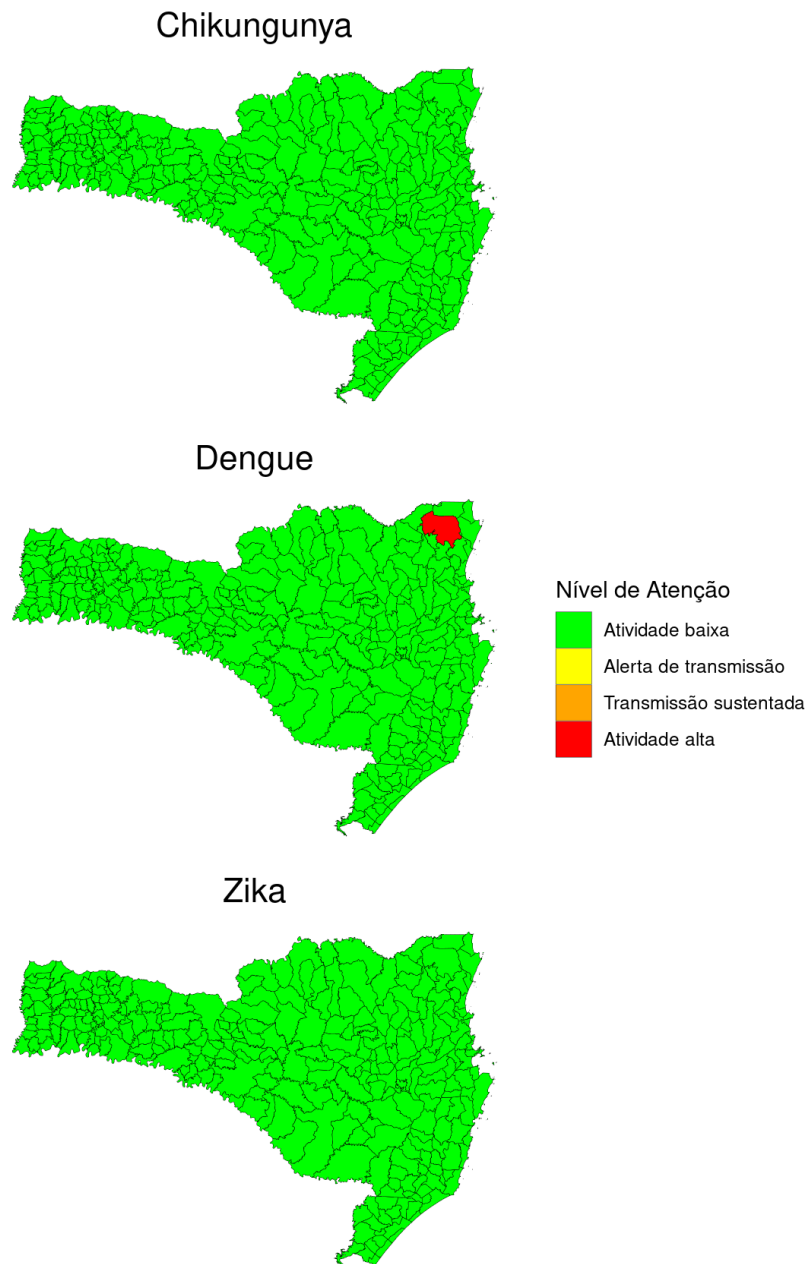 Chikungunya
Dengue
Nível de Atenção
Atividade baixa
Alerta de transmissão
Transmissão sustentada
Atividade alta
Zika